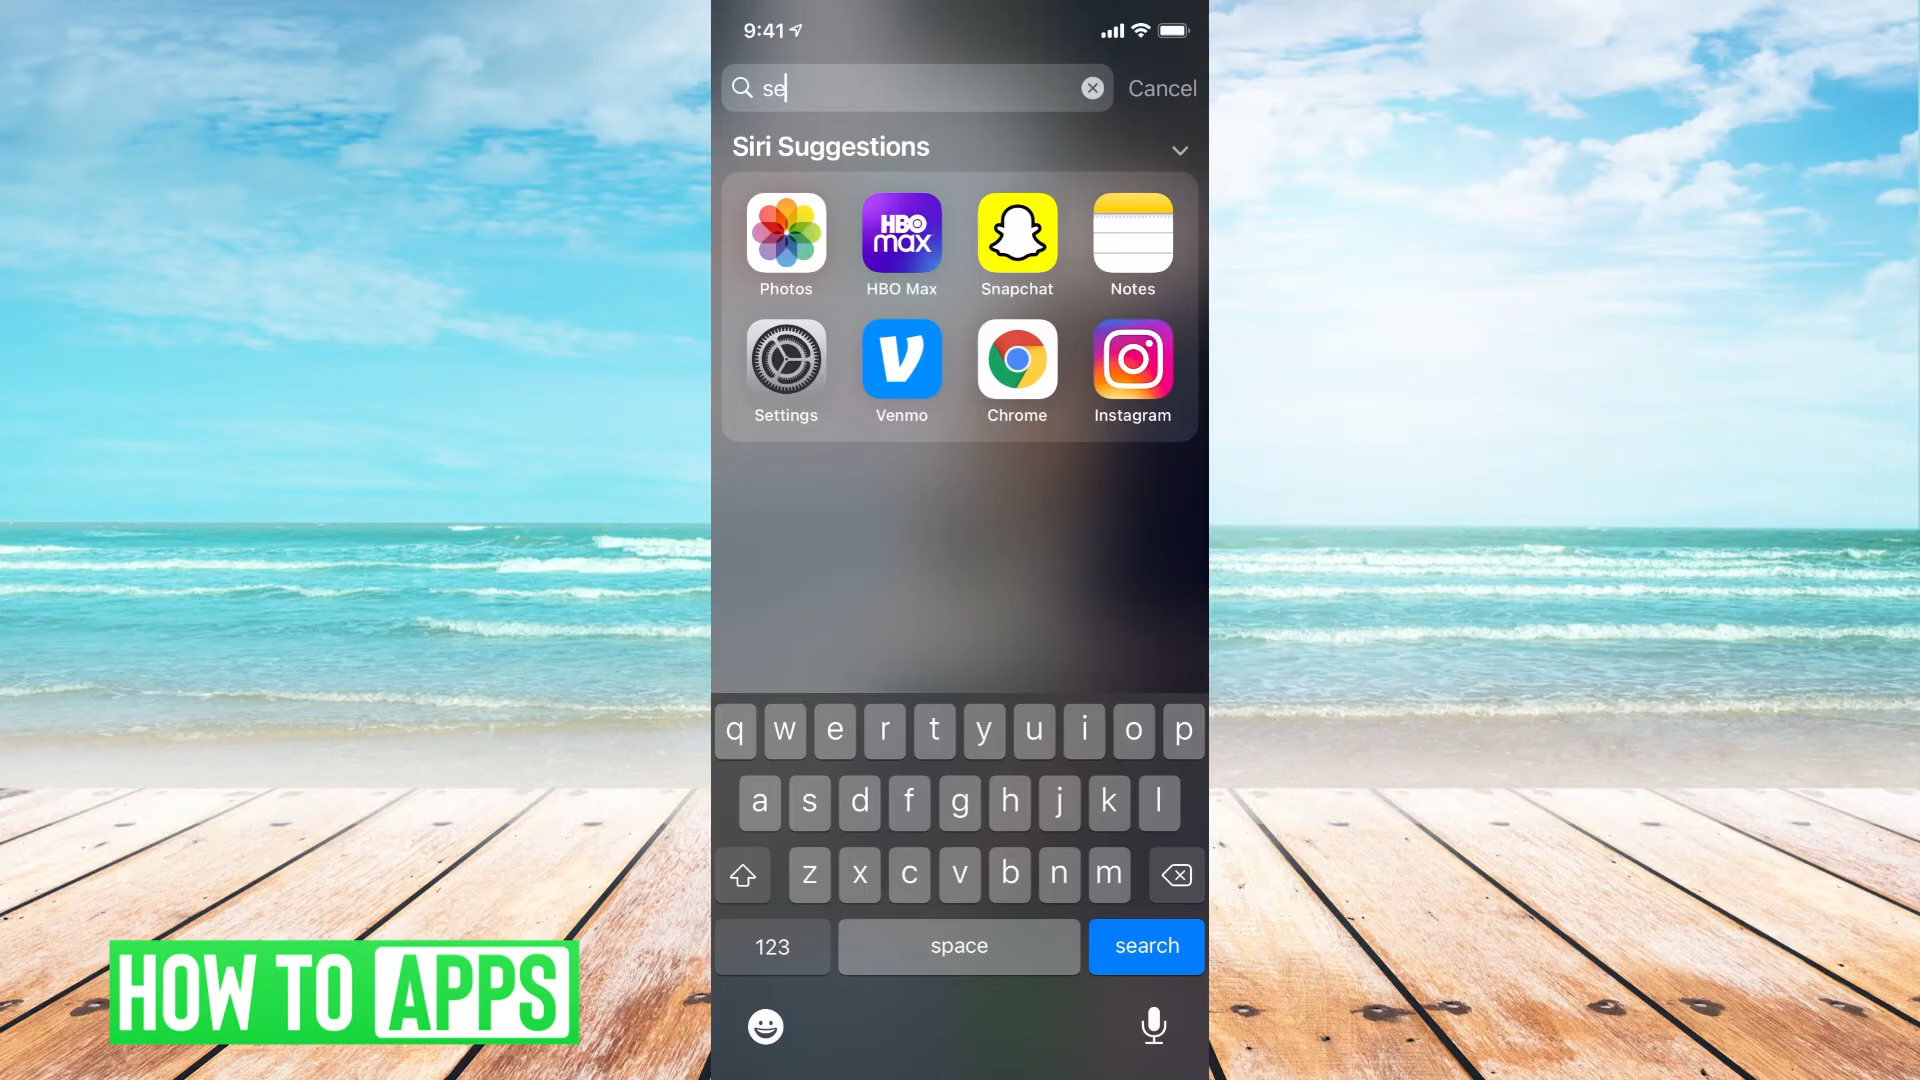 9:41
se
Cancel
Siri Suggestions
HBO
max
Photos
HBO Max
Snapchat
Notes
Settings
Venmo
Chrome
Instagram
q w e r t y u i o p
a s d f g h j k l
z x c v b n m
123
space
search
HOW TO APPS